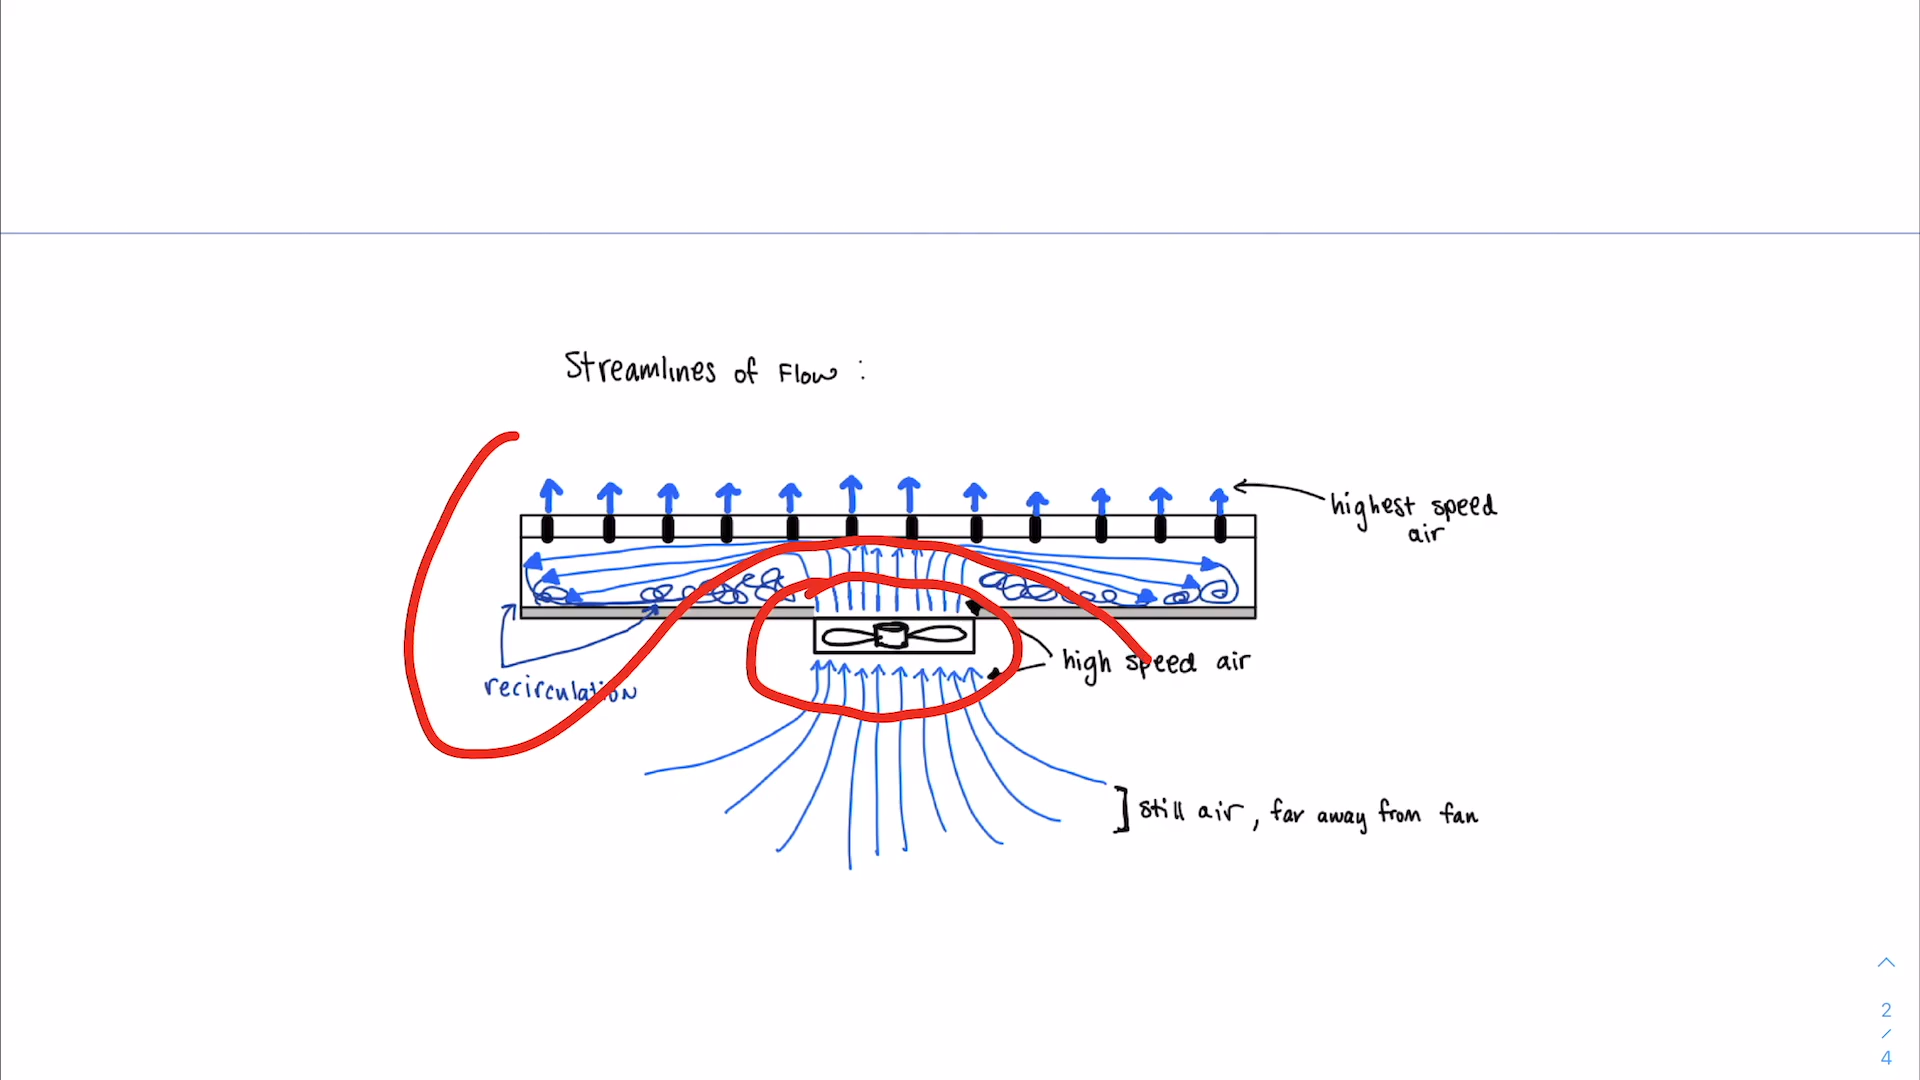 Streamlines of Flow :
highest speed
air
high speed air
recirculation
] still air, far away from fan
2
/
4